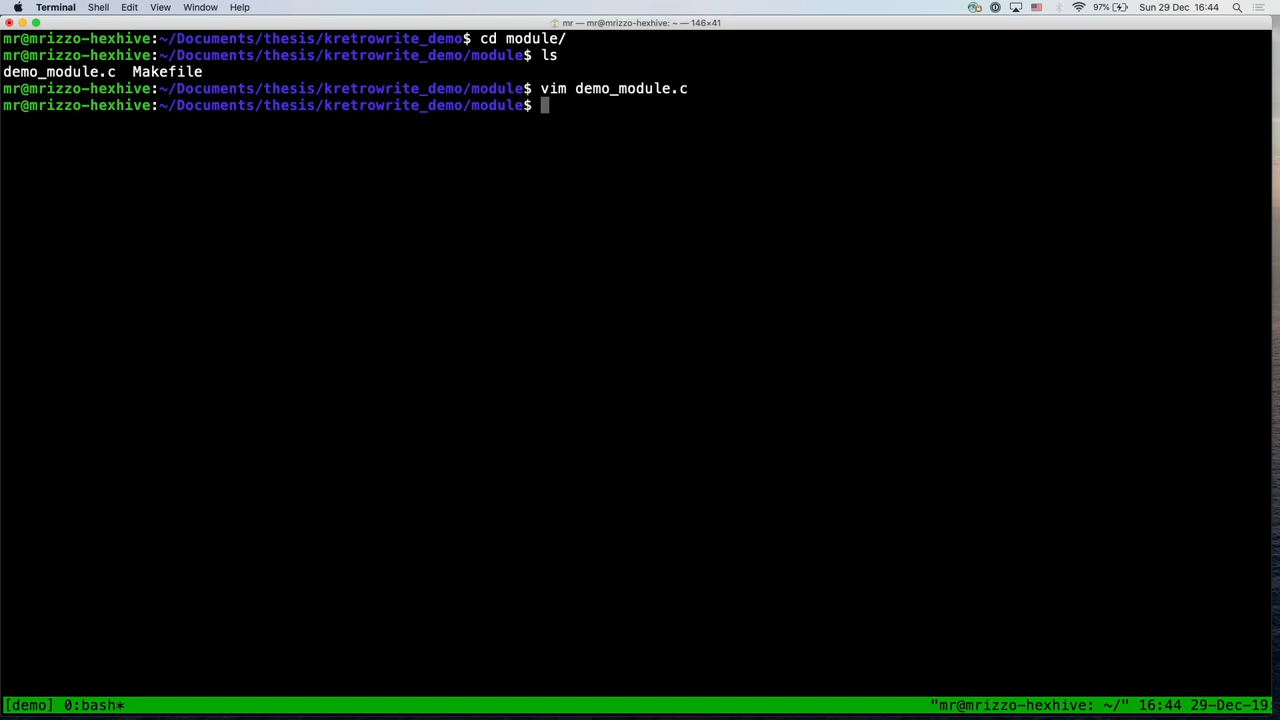 Terminal Shell Edit View Window Help 97% Sun 29 Dec 16:44
mr — mr@mrizzo-hexhive: ~ — 146×41
mr@mrizzo-hexhive:~/Documents/thesis/kretrowrite_demo$ cd module/
mr@mrizzo-hexhive:~/Documents/thesis/kretrowrite_demo/module$ ls
demo_module.c  Makefile
mr@mrizzo-hexhive:~/Documents/thesis/kretrowrite_demo/module$ vim demo_module.c
mr@mrizzo-hexhive:~/Documents/thesis/kretrowrite_demo/module$
[demo] 0:bash* "mr@mrizzo-hexhive: ~/" 16:44 29-Dec-19